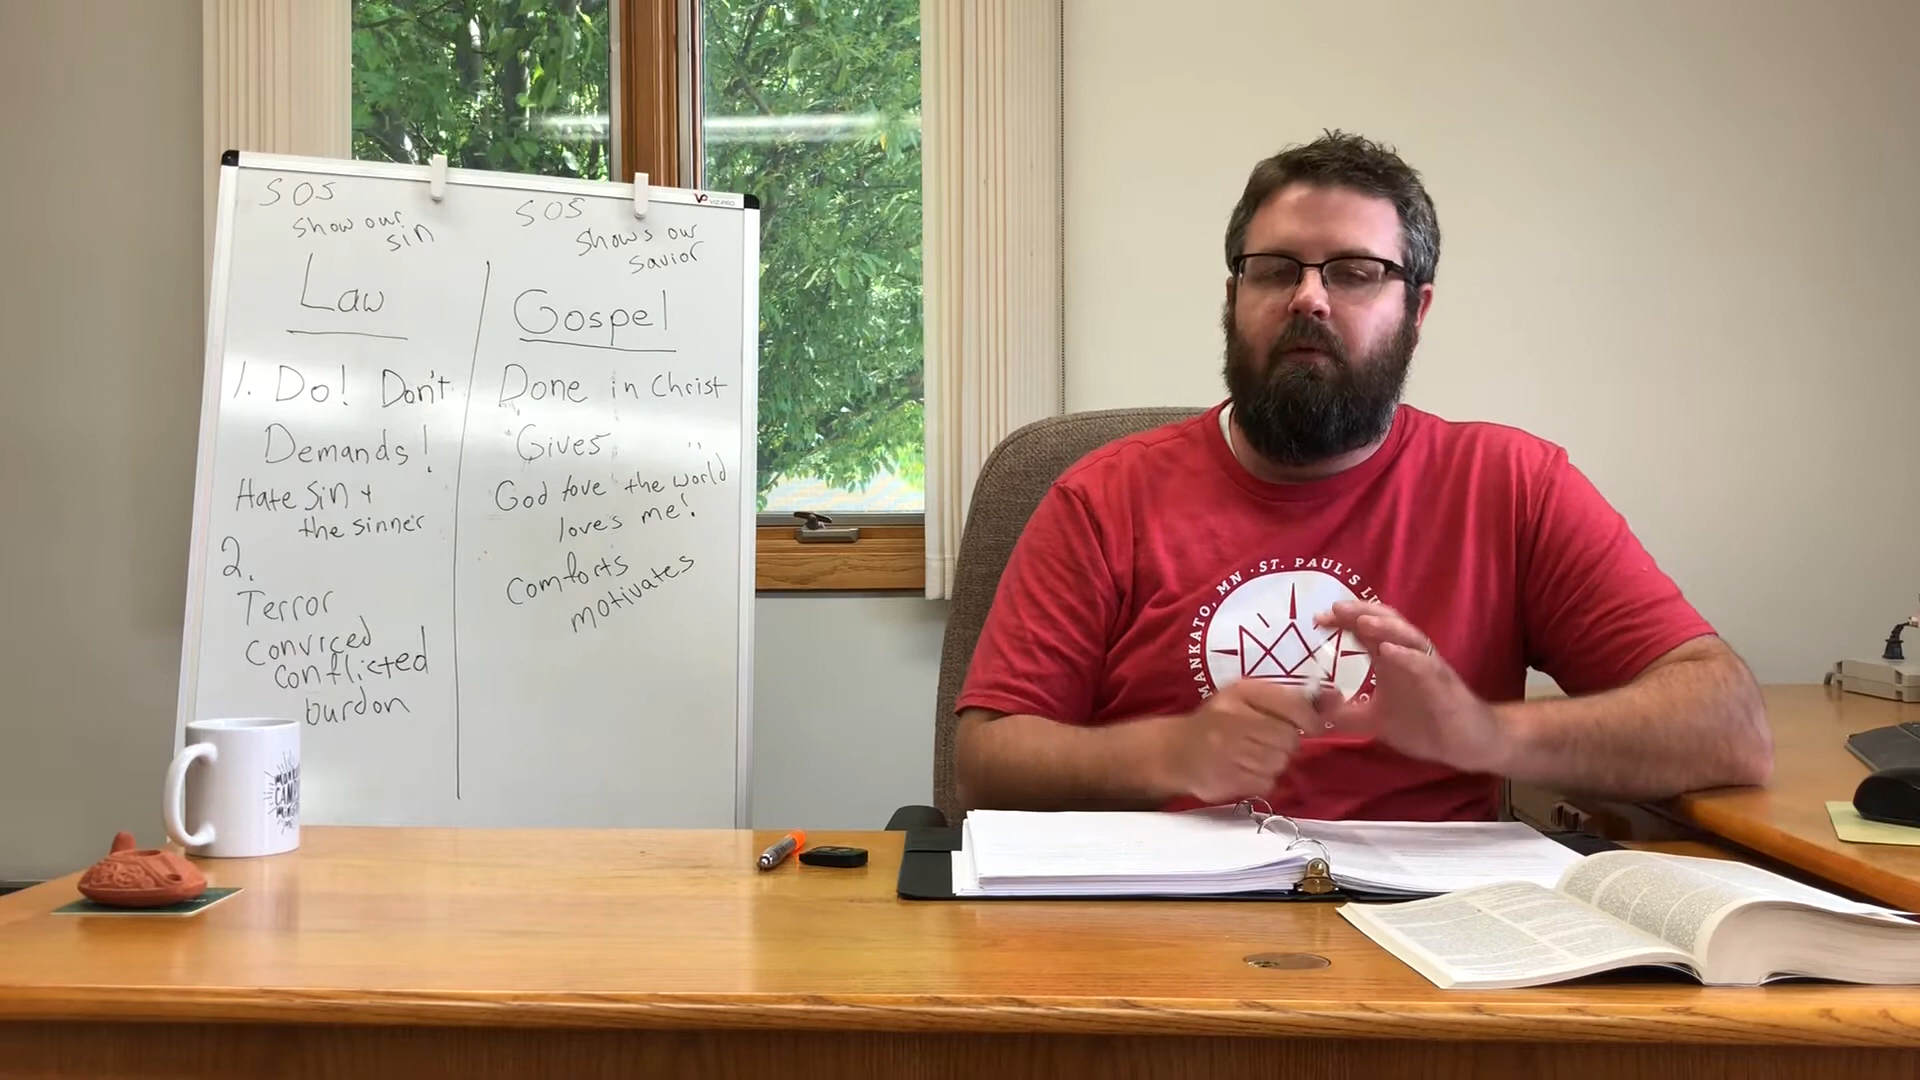 SOS
Show our
sin
Law
1. Do! Don't
Demands!
Hate Sin +
the sinner
2.
Terror
conviced
conflicted
burdon
SOS
Shows our
Savior
Gospel
Done in Christ
Gives "
God love the world
loves me!
Comforts
motivates
MANKATO, MN · ST. PAUL'S LU